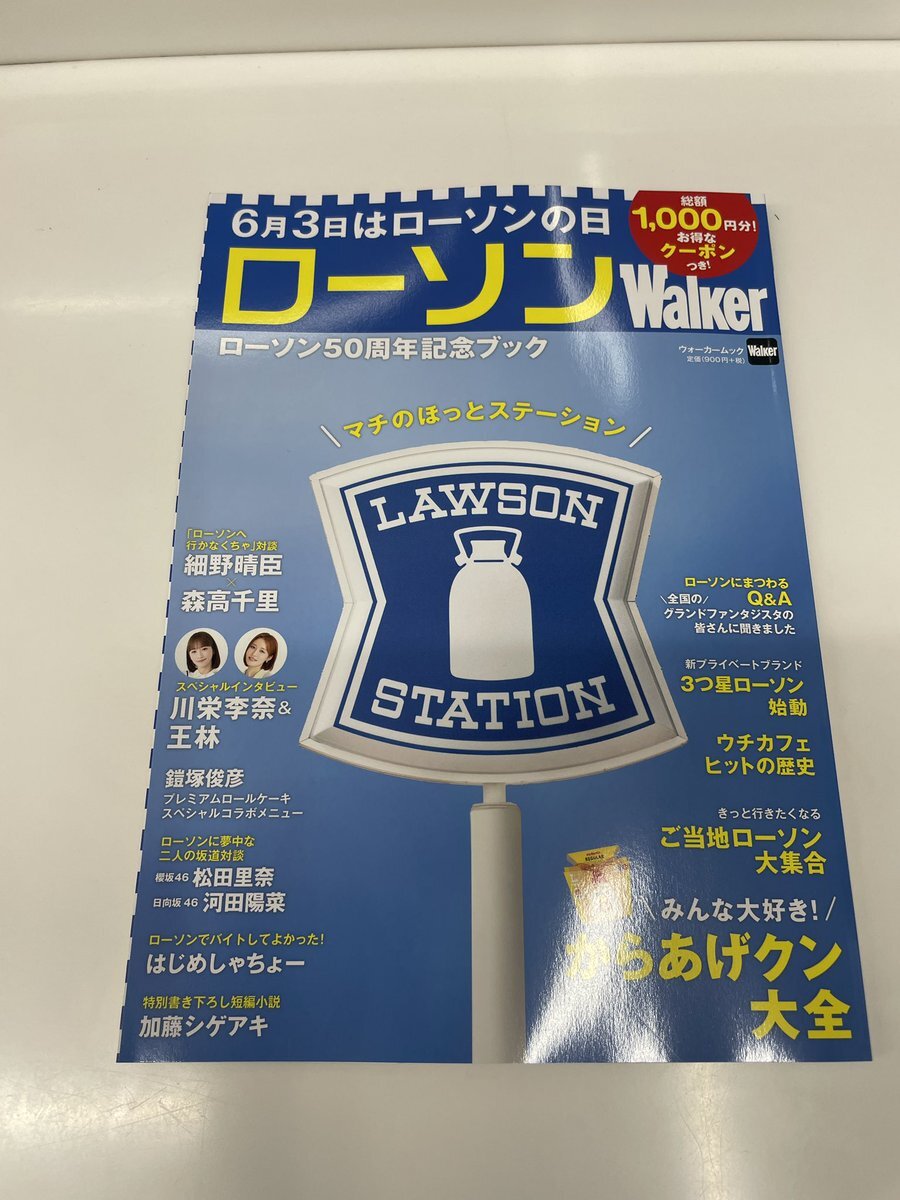 6月3日はローソンの日
総額
1,000円分!
お得な
クーポン
つき!
ローソンWalker
ローソン50周年記念ブック
ウォーカームック
定価(900円+税)
Walker
\マチのほっとステーション/
LAWSON
STATION
「ローソンへ
行かなくちゃ」対談
細野晴臣
×
森高千里
スペシャルインタビュー
川栄李奈&
王林
鎧塚俊彦
プレミアムロールケーキ
スペシャルコラボメニュー
ローソンに夢中な
二人の坂道対談
櫻坂46 松田里奈
日向坂46 河田陽菜
ローソンでバイトしてよかった!
はじめしゃちょー
特別書き下ろし短編小説
加藤シゲアキ
ローソンにまつわる
\全国の/ Q&A
グランドファンタジスタの
皆さんに聞きました
新プライベートブランド
3つ星ローソン
始動
ウチカフェ
ヒットの歴史
きっと行きたくなる
ご当地ローソン
大集合
REGULAR
\みんな大好き!/
からあげクン
大全